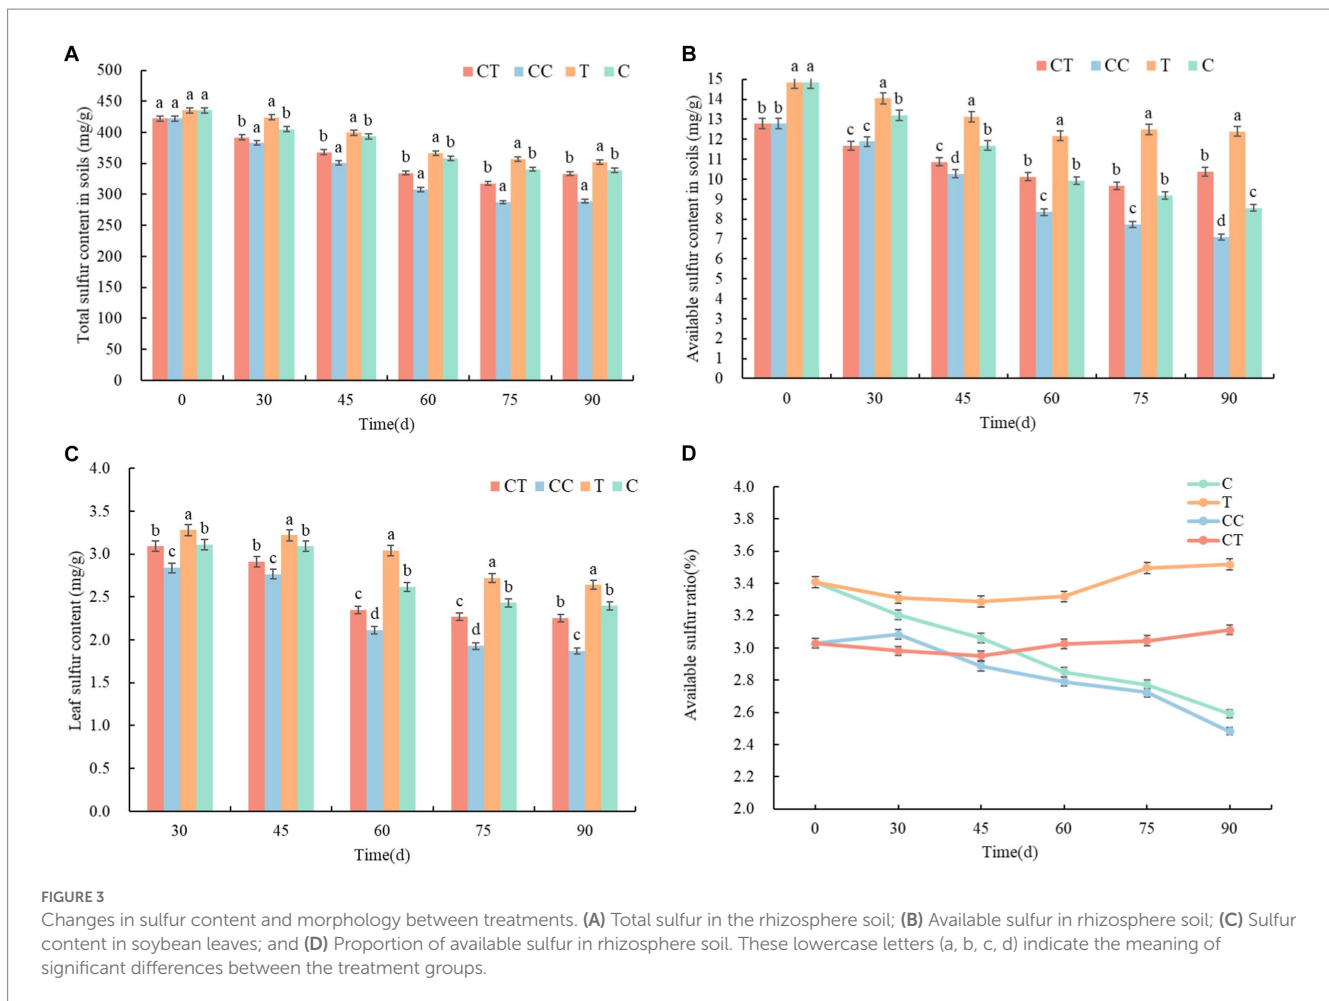 A
CT CC T C
Total sulfur content in soils (mg/g)
500
450
400
350
300
250
200
150
100
50
0
a a a a
b a a b
b a a b
b a a b
b a a b
b a a b
0 30 45 60 75 90
Time(d)
B
CT CC T C
Available sulfur content in soils (mg/g)
15
14
13
12
11
10
9
8
7
6
5
4
3
2
1
0
b b a a
c c a b
c d a b
b c a b
b c a b
b d a c
0 30 45 60 75 90
Time(d)
C
CT CC T C
Leaf sulfur content (mg/g)
4.0
3.5
3.0
2.5
2.0
1.5
1.0
0.5
0.0
b c a b
b c a b
c d a b
c d a b
b c a b
30 45 60 75 90
Time(d)
D
C
T
CC
CT
Available sulfur ratio(%)
4.0
3.8
3.6
3.4
3.2
3.0
2.8
2.6
2.4
2.2
2.0
0 30 45 60 75 90
Time(d)
FIGURE 3
Changes in sulfur content and morphology between treatments. (A) Total sulfur in the rhizosphere soil; (B) Available sulfur in rhizosphere soil; (C) Sulfur
content in soybean leaves; and (D) Proportion of available sulfur in rhizosphere soil. These lowercase letters (a, b, c, d) indicate the meaning of
significant differences between the treatment groups.